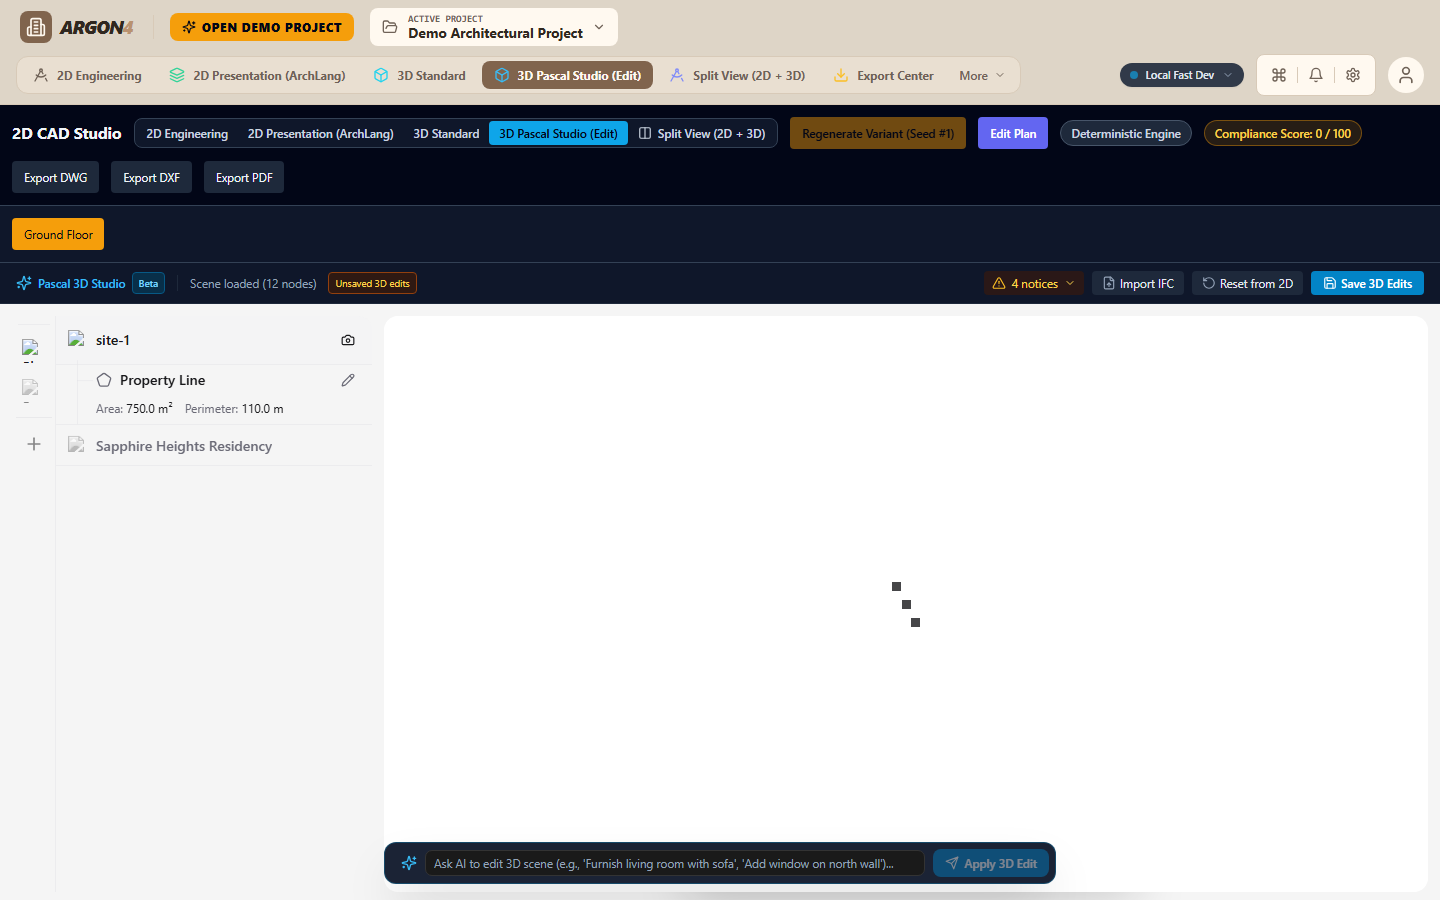 ARGON4
OPEN DEMO PROJECT
ACTIVE PROJECT
Demo Architectural Project
2D Engineering
2D Presentation (ArchLang)
3D Standard
3D Pascal Studio (Edit)
Split View (2D + 3D)
Export Center
More
Local Fast Dev
2D CAD Studio
2D Engineering
2D Presentation (ArchLang)
3D Standard
3D Pascal Studio (Edit)
Split View (2D + 3D)
Regenerate Variant (Seed #1)
Edit Plan
Deterministic Engine
Compliance Score: 0 / 100
Export DWG
Export DXF
Export PDF
Ground Floor
Pascal 3D Studio
Beta
Scene loaded (12 nodes)
Unsaved 3D edits
4 notices
Import IFC
Reset from 2D
Save 3D Edits
site-1
Property Line
Area: 750.0 m²
Perimeter: 110.0 m
Sapphire Heights Residency
Ask AI to edit 3D scene (e.g., 'Furnish living room with sofa', 'Add window on north wall')...
Apply 3D Edit